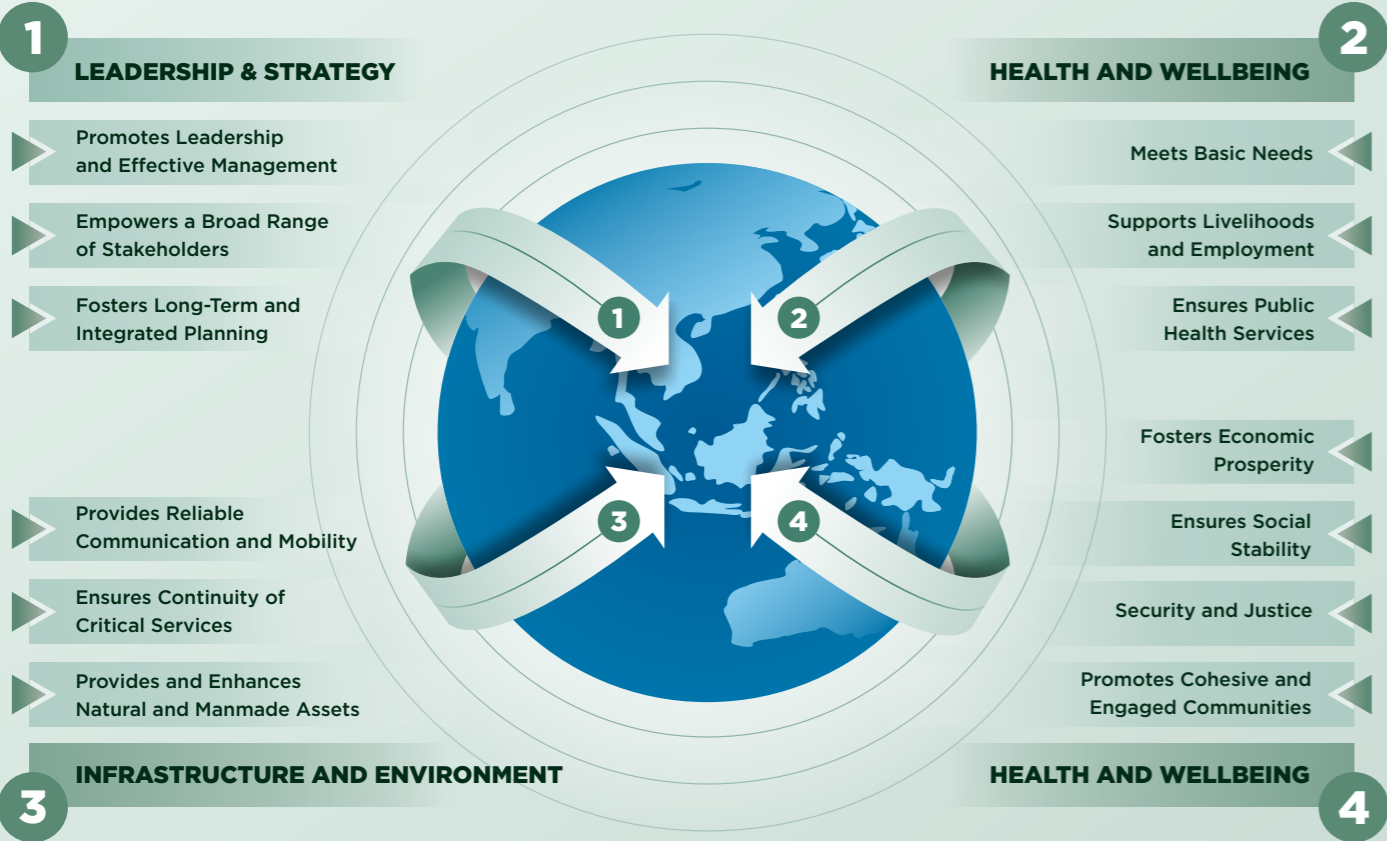 1
LEADERSHIP & STRATEGY
Promotes Leadership
and Effective Management
Empowers a Broad Range
of Stakeholders
Fosters Long-Term and
Integrated Planning
2
HEALTH AND WELLBEING
Meets Basic Needs
Supports Livelihoods
and Employment
Ensures Public
Health Services
1
2
3
4
Provides Reliable
Communication and Mobility
Ensures Continuity of
Critical Services
Provides and Enhances
Natural and Manmade Assets
INFRASTRUCTURE AND ENVIRONMENT
3
Fosters Economic
Prosperity
Ensures Social
Stability
Security and Justice
Promotes Cohesive and
Engaged Communities
HEALTH AND WELLBEING
4